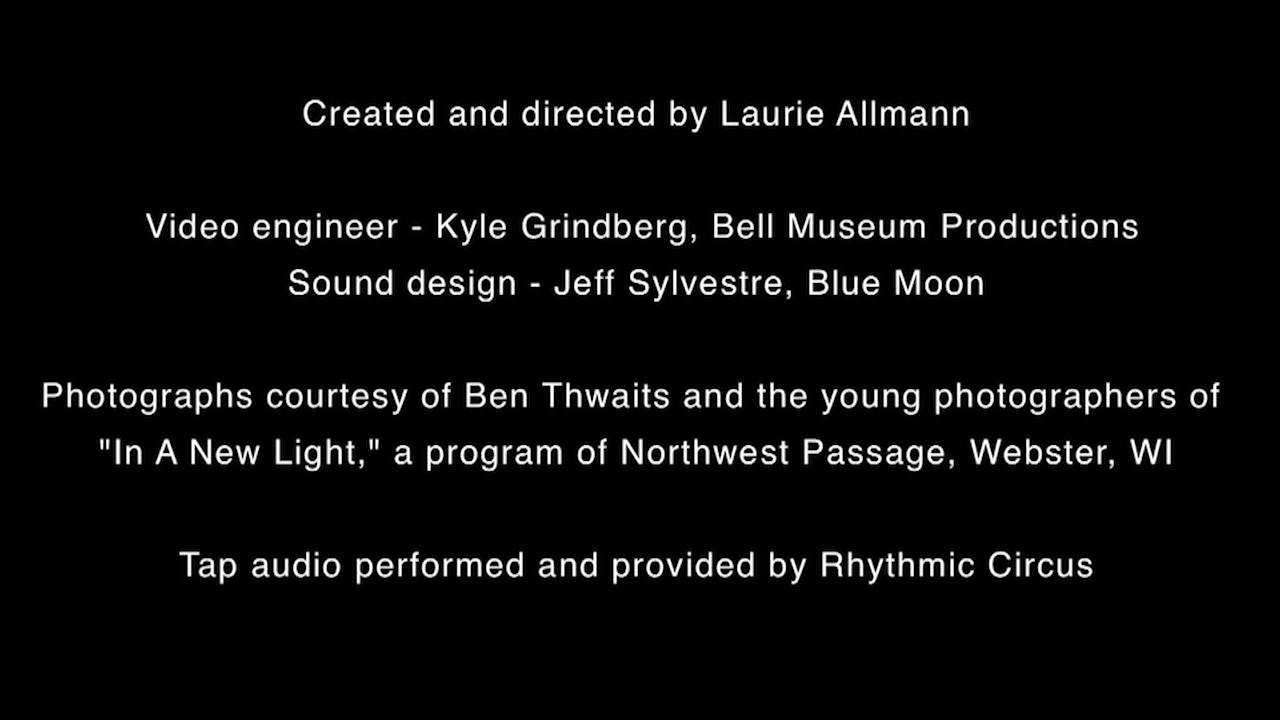 Created and directed by Laurie Allmann
Video engineer - Kyle Grindberg, Bell Museum Productions
Sound design - Jeff Sylvestre, Blue Moon
Photographs courtesy of Ben Thwaits and the young photographers of
"In A New Light," a program of Northwest Passage, Webster, WI
Tap audio performed and provided by Rhythmic Circus